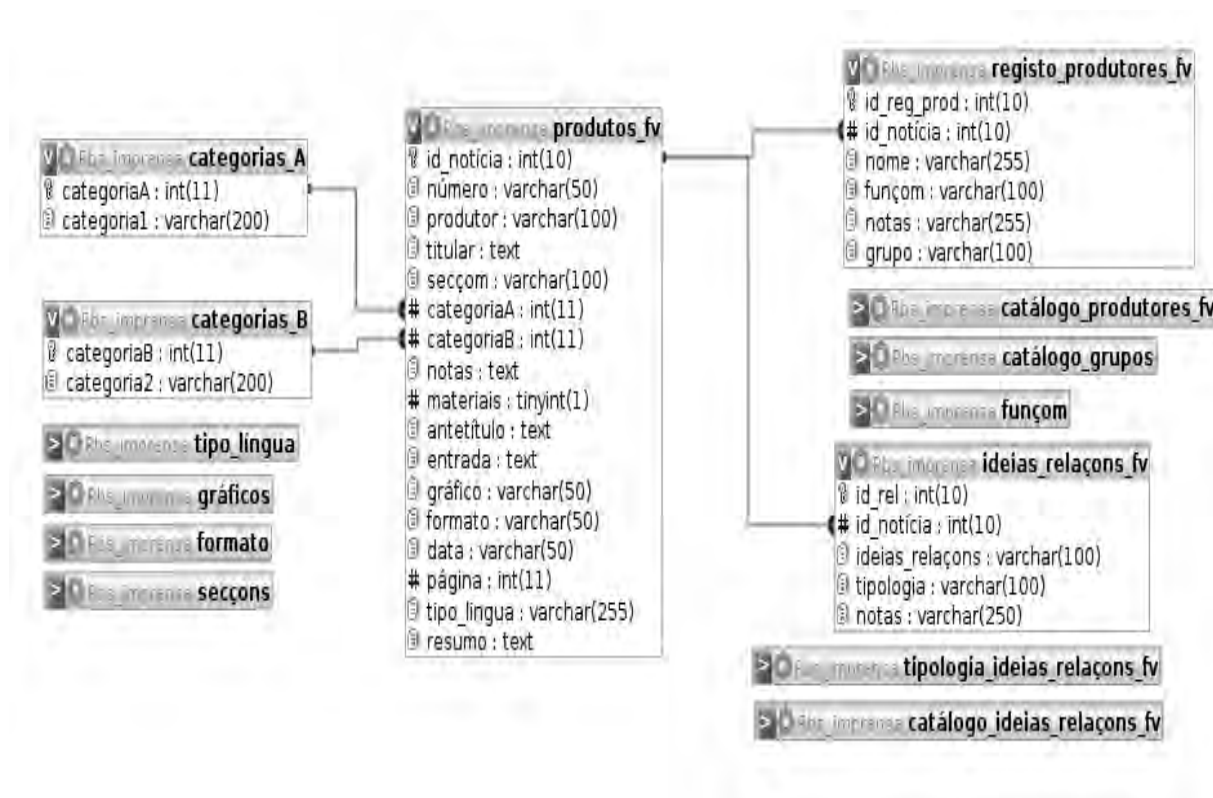 categorias_A
categoriaA : int(11)
categoria1 : varchar(200)
categorias_B
categoriaB : int(11)
categoria2 : varchar(200)
tipo_língua
gráficos
formato
secçons
produtos_fv
id_notícia : int(10)
número : varchar(50)
produtor : varchar(100)
titular : text
secçom : varchar(100)
# categoriaA : int(11)
# categoriaB : int(11)
notas : text
# materiais : tinyint(1)
antetítulo : text
entrada : text
gráfico : varchar(50)
formato : varchar(50)
data : varchar(50)
# página : int(11)
tipo_lingua : varchar(255)
resumo : text
registo_produtores_fv
id_reg_prod : int(10)
# id_notícia : int(10)
nome : varchar(255)
funçom : varchar(100)
notas : varchar(255)
grupo : varchar(100)
catálogo_produtores_fv
catálogo_grupos
funçom
ideias_relaçons_fv
id_rel : int(10)
# id_notícia : int(10)
ideias_relaçons : varchar(100)
tipologia : varchar(100)
notas : varchar(250)
tipologia_ideias_relaçons_fv
catálogo_ideias_relaçons_fv